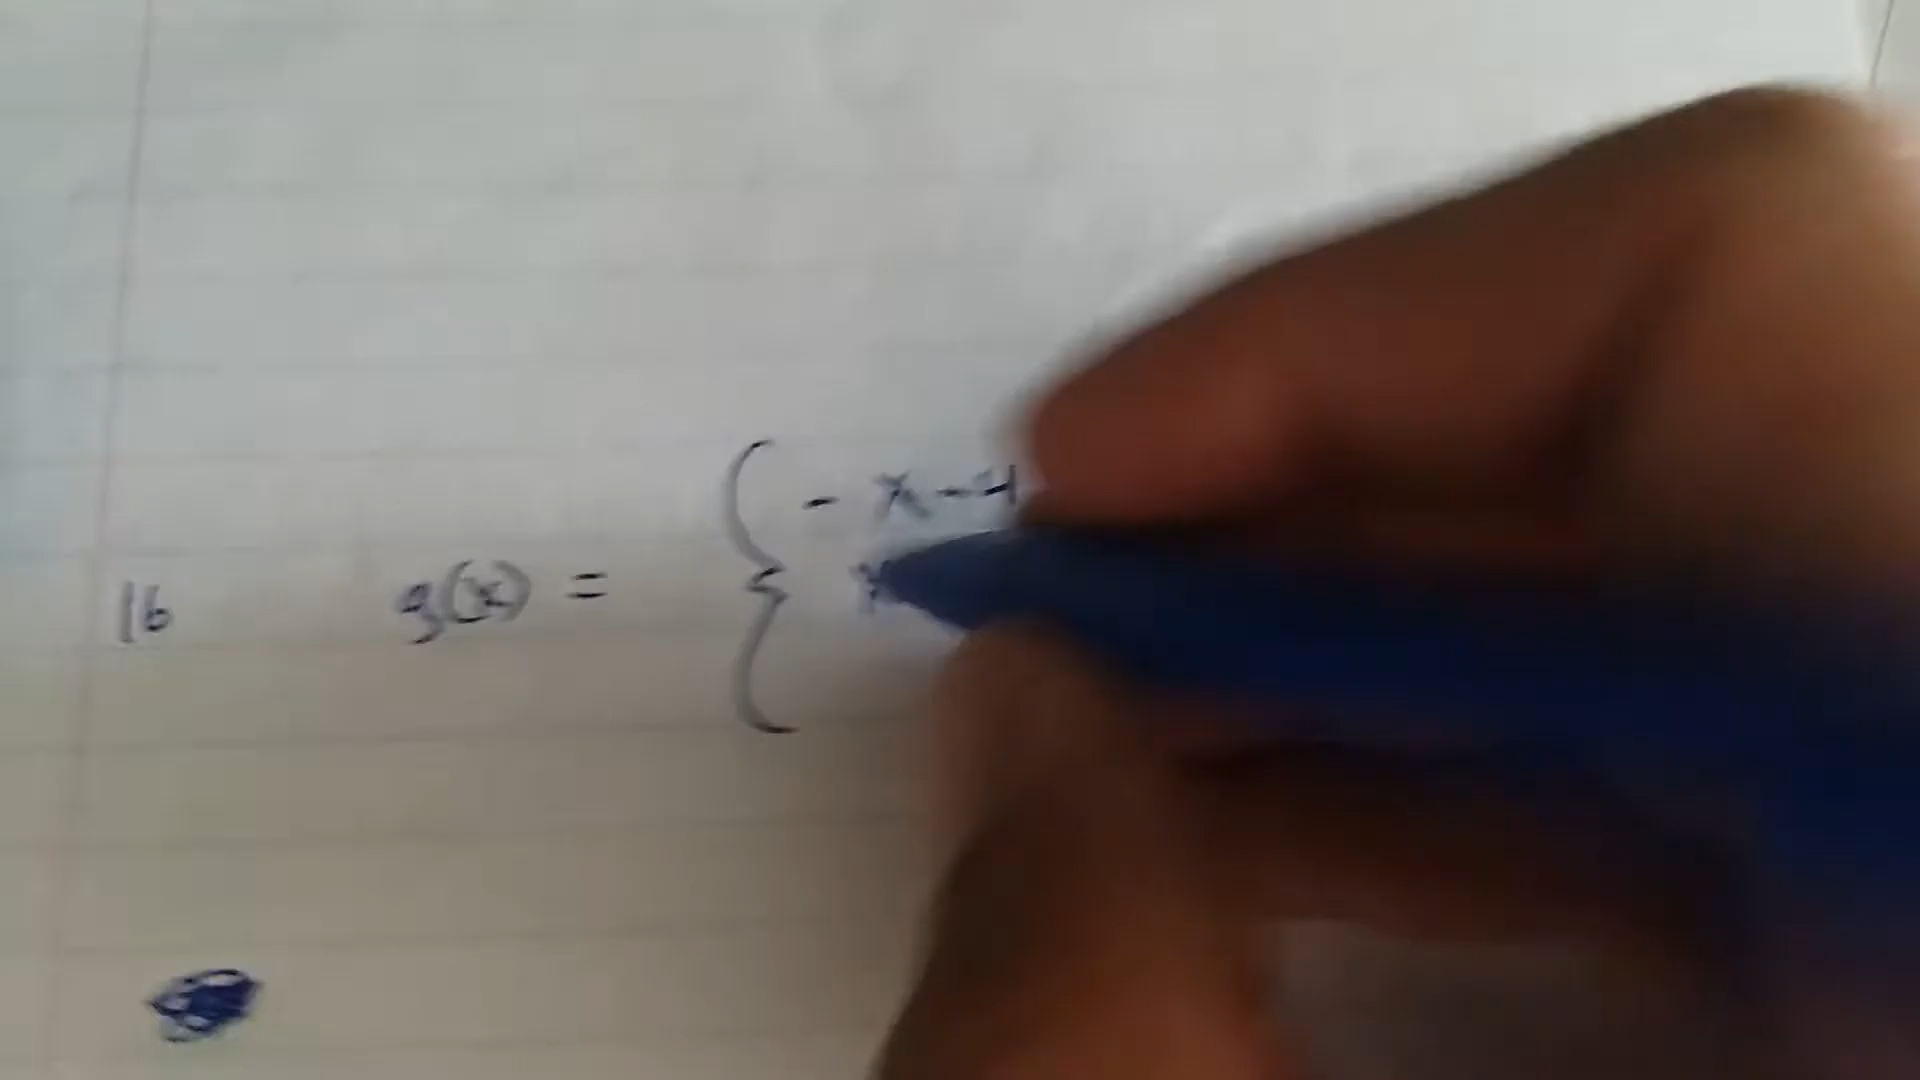 - x - 4
16 g(x) = {
x